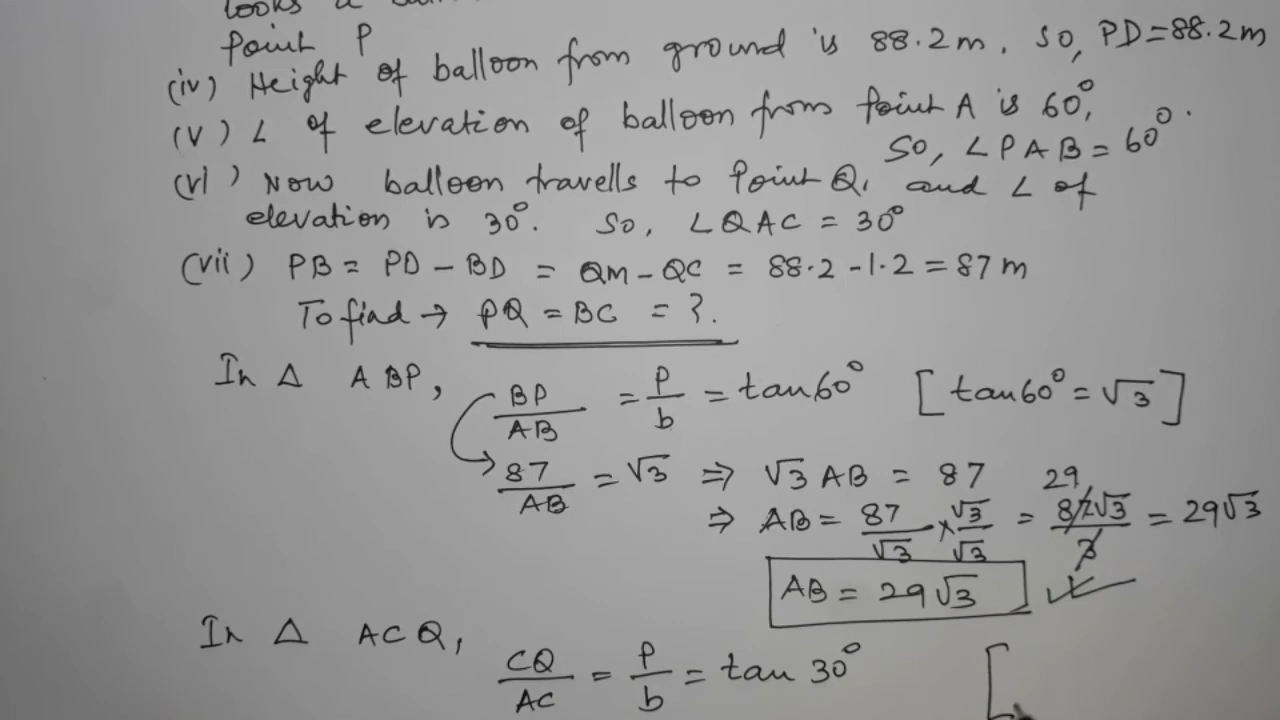 looks a
point P
(iv) Height of balloon from ground is 88.2m. So, PD=88.2m
(v) ∠ of elevation of balloon from point A is 60°,
So, ∠PAB = 60°.
(vi) Now balloon travells to Point Q, and ∠ of
elevation is 30°. So, ∠QAC = 30°
(vii) PB = PD - BD = QM - QC = 88.2 - 1.2 = 87m
To find → PQ = BC = ?.
In △ ABP,
BP/AB = P/b = tan60° [tan60° = √3]
87/AB = √3 ⇒ √3 AB = 87
⇒ AB = 87/√3 × √3/√3 = 87√3/3 = 29√3
29
AB = 29√3
In △ ACQ,
CQ/AC = P/b = tan 30° [